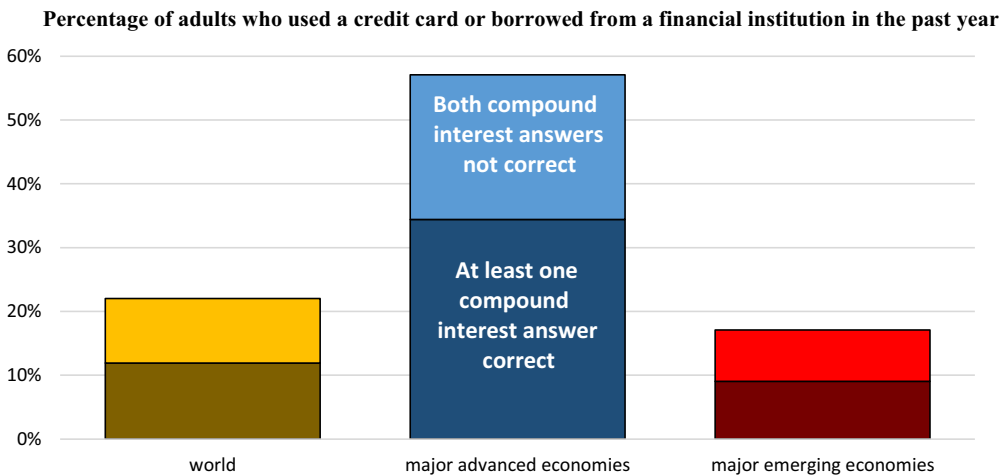 Percentage of adults who used a credit card or borrowed from a financial institution in the past year
60%
50%
40%
30%
20%
10%
0%
Both compound
interest answers
not correct
At least one
compound
interest answer
correct
world
major advanced economies
major emerging economies